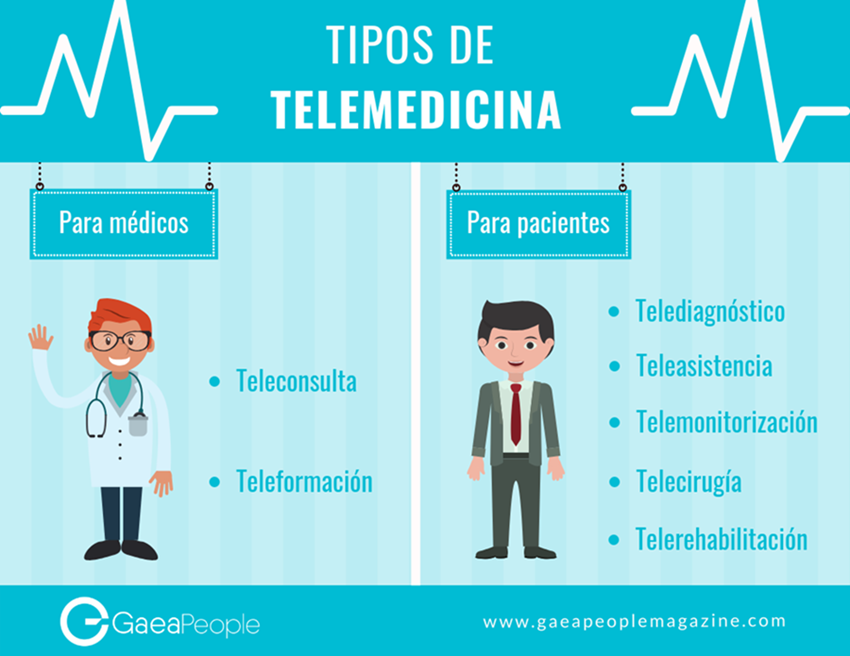 TIPOS DE
TELEMEDICINA
Para médicos
Teleconsulta
Teleformación
Para pacientes
Telediagnóstico
Teleasistencia
Telemonitorización
Telecirugía
Telerehabilitación
GaeaPeople
www.gaeapeoplemagazine.com